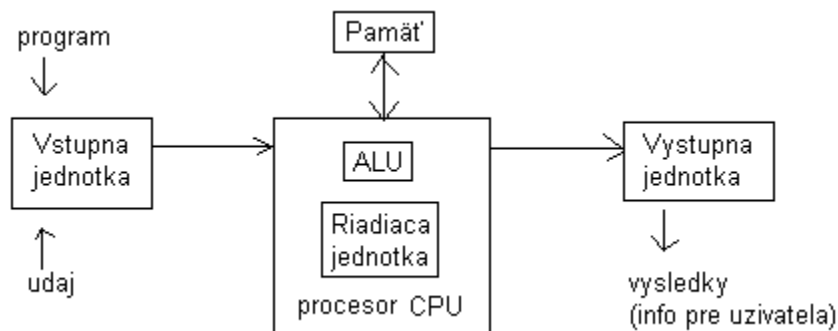 program
Pamäť
Vstupna
jednotka
ALU
Vystupna
jednotka
Riadiaca
jednotka
udaj
procesor CPU
vysledky
(info pre uzivatela)